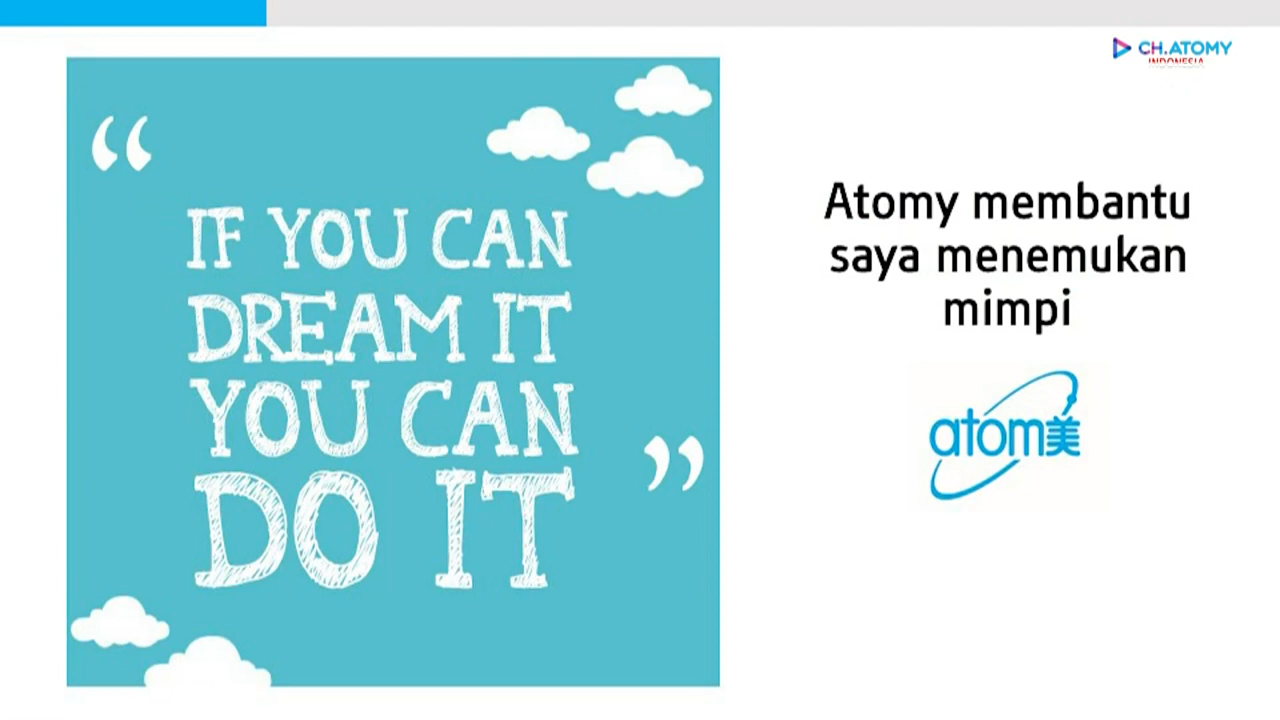 CH.ATOMY
INDONESIA
“
IF YOU CAN
DREAM IT
YOU CAN
DO IT
”
Atomy membantu
saya menemukan
mimpi
atom美